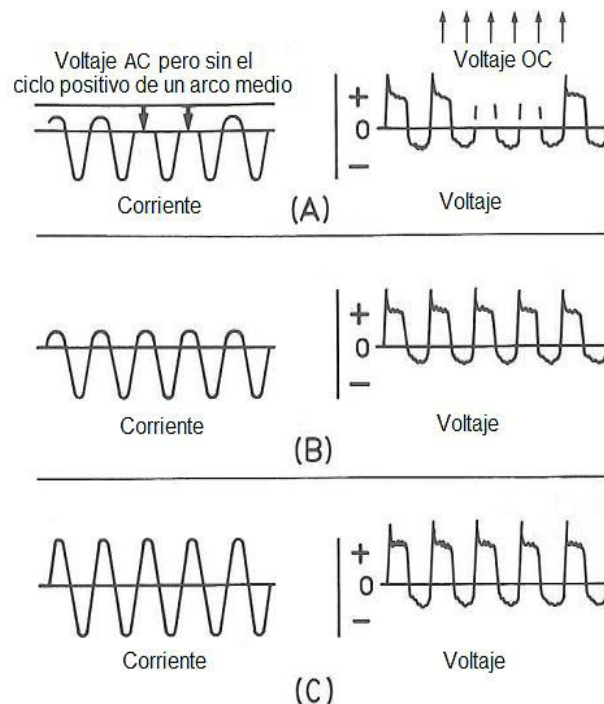 Voltaje AC pero sin el
ciclo positivo de un arco medio
Voltaje OC
+
0
−
Corriente
Voltaje
(A)
+
0
−
Corriente
Voltaje
(B)
+
0
−
Corriente
Voltaje
(C)